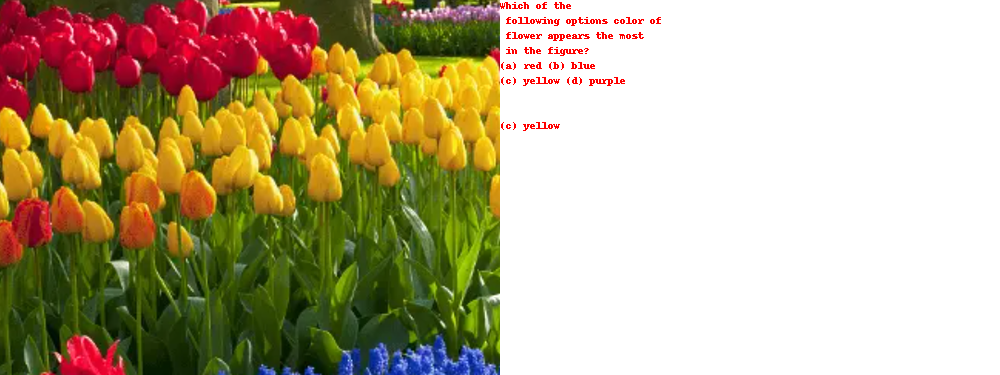 Which of the
following options color of
flower appears the most
in the figure?
(a) red (b) blue
(c) yellow (d) purple
(c) yellow